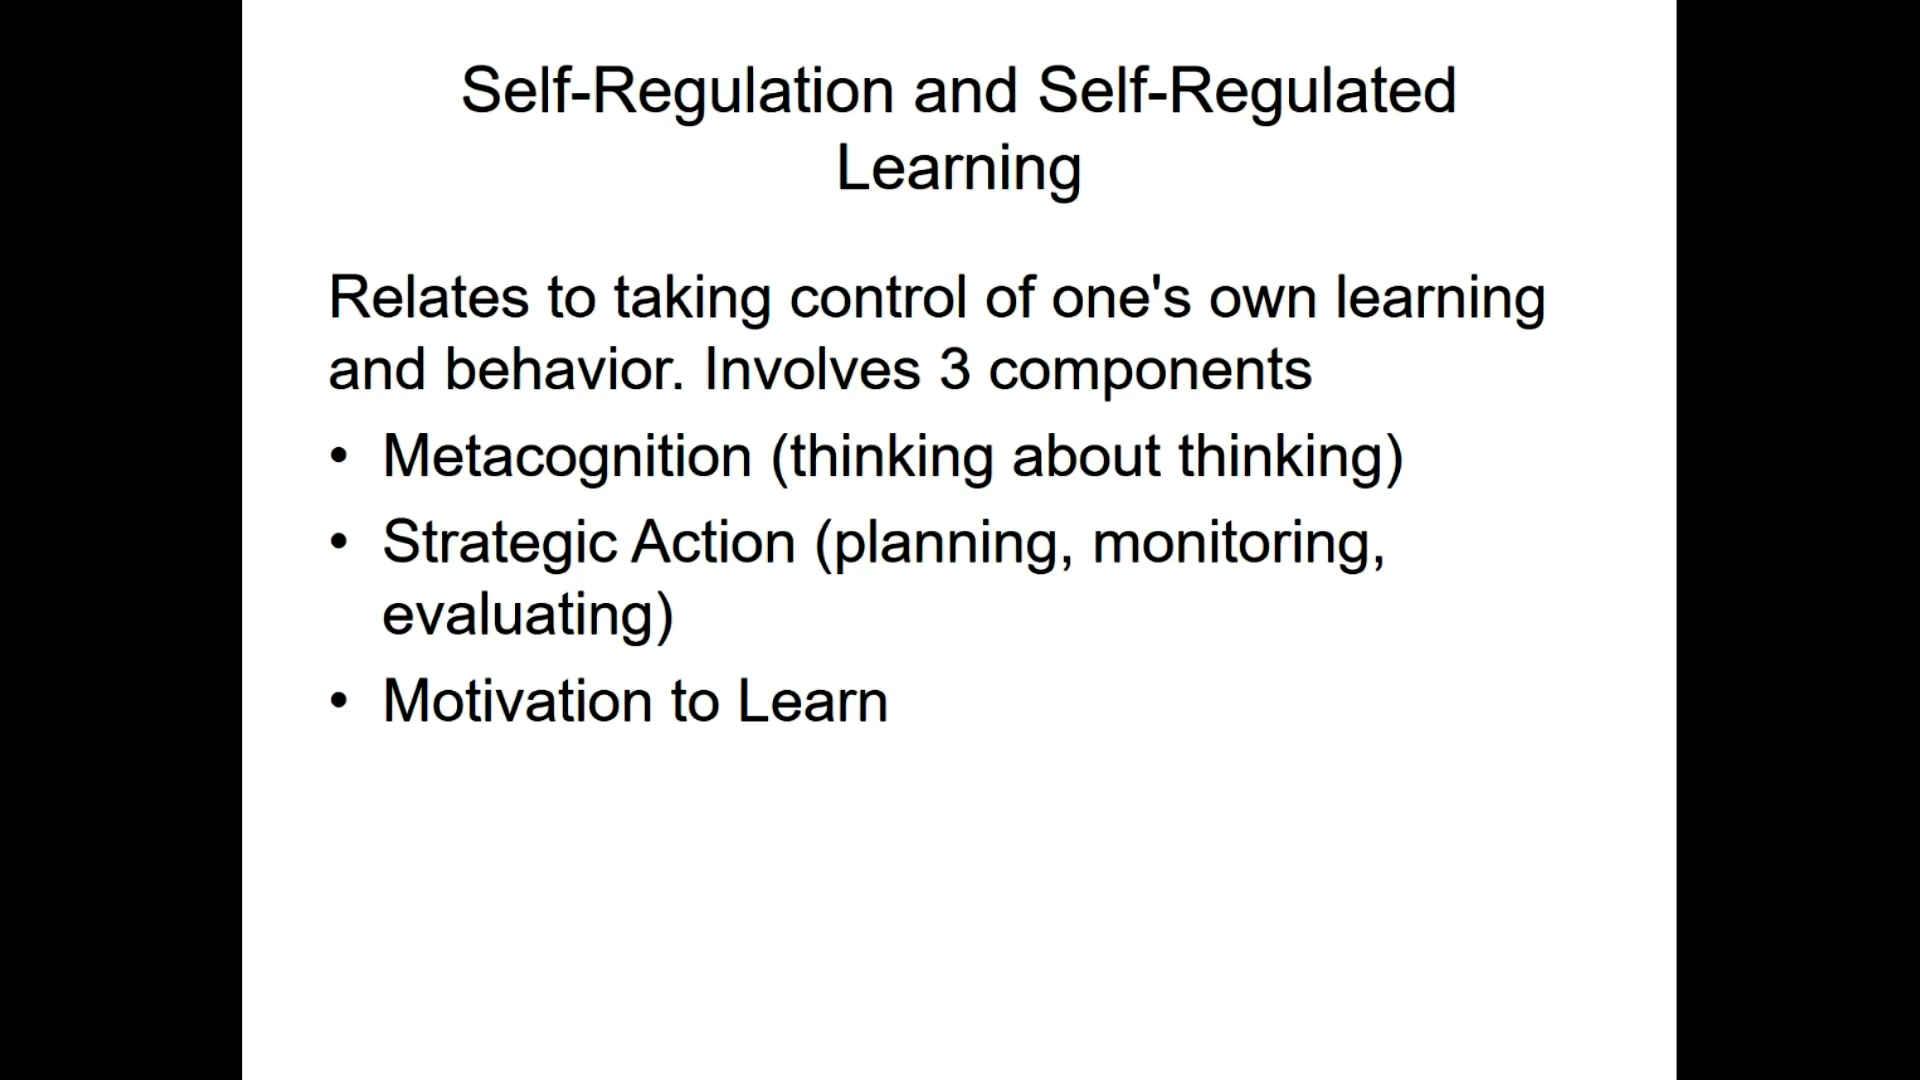 Self-Regulation and Self-Regulated
Learning
Relates to taking control of one's own learning
and behavior. Involves 3 components
• Metacognition (thinking about thinking)
• Strategic Action (planning, monitoring,
evaluating)
• Motivation to Learn